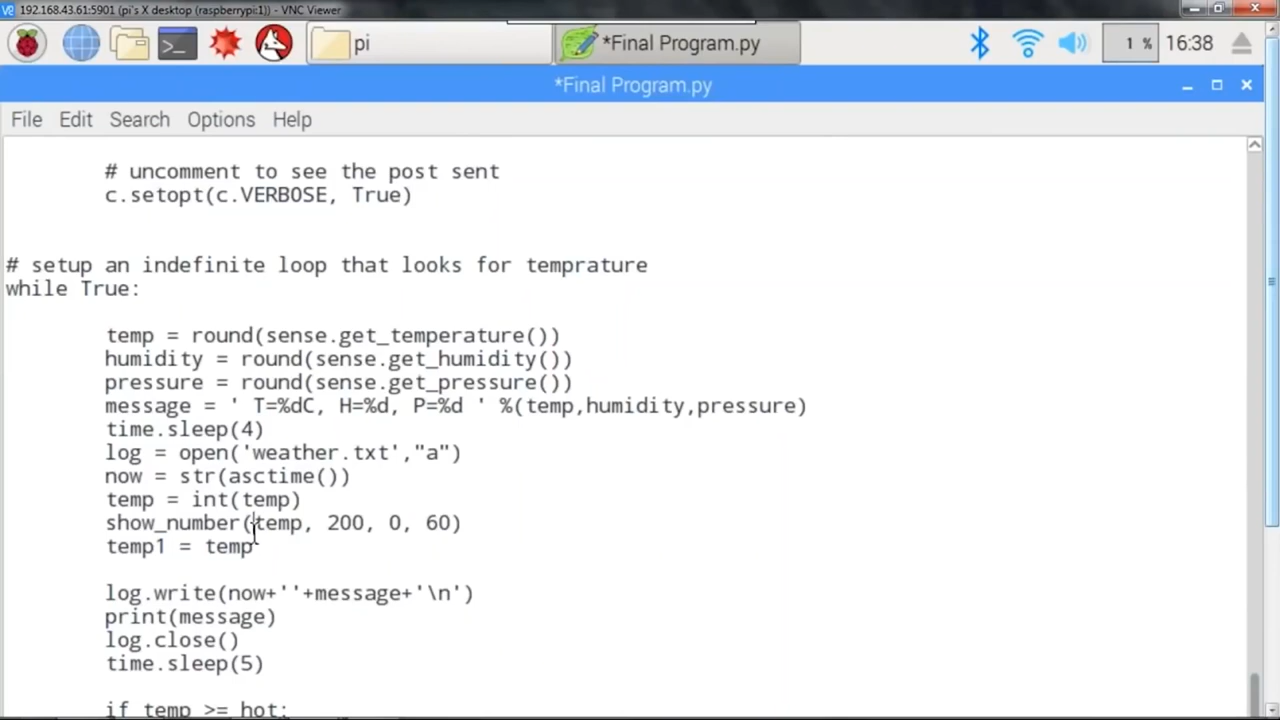 192.168.43.61:5901 (pi's X desktop (raspberrypi:1)) - VNC Viewer
pi
*Final Program.py
1 %
16:38
*Final Program.py
File Edit Search Options Help
# uncomment to see the post sent
c.setopt(c.VERBOSE, True)
# setup an indefinite loop that looks for temprature
while True:
temp = round(sense.get_temperature())
humidity = round(sense.get_humidity())
pressure = round(sense.get_pressure())
message = ' T=%dC, H=%d, P=%d ' %(temp,humidity,pressure)
time.sleep(4)
log = open('weather.txt',"a")
now = str(asctime())
temp = int(temp)
show_number(temp, 200, 0, 60)
temp1 = temp
log.write(now+''+message+'\n')
print(message)
log.close()
time.sleep(5)
if temp >= hot: